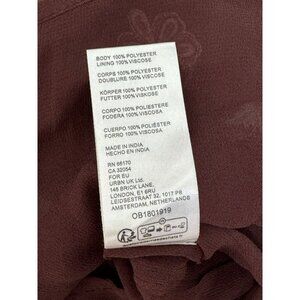 BODY 100% POLYESTER
LINING 100% VISCOSE
CORPS 100% POLYESTER
DOUBLURE 100% VISCOSE
KÖRPER 100% POLYESTER
FUTTER 100% VISKOSE
CORPO 100% POLIESTERE
FODERA 100% VISCOSA
CUERPO 100% POLIESTER
FORRO 100% VISCOSA
MADE IN INDIA
HECHO EN INDIA
RN 66170
CA 32054
FOR EU
URBN UK Ltd.
145 BRICK LANE,
LONDON, E1 6RU
LEIDSESTRAAT 32, 1017 PB
AMSTERDAM, NETHERLANDS
OB1801919